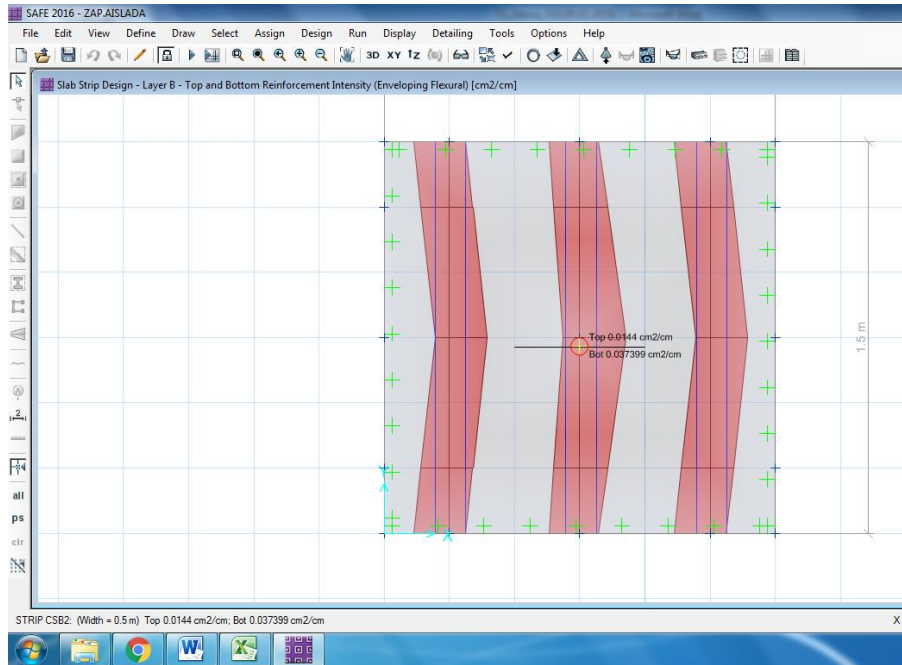 SAFE 2016 - ZAP.AISLADA
File Edit View Define Draw Select Assign Design Run Display Detailing Tools Options Help
3D XY 1Z
Slab Strip Design - Layer B - Top and Bottom Reinforcement Intensity (Enveloping Flexural) [cm2/cm]
Top 0.0144 cm2/cm
Bot 0.037399 cm2/cm
1.5 m
Y
X
2
all
ps
clr
STRIP CSB2: (Width = 0.5 m) Top 0.0144 cm2/cm; Bot 0.037399 cm2/cm
X
W